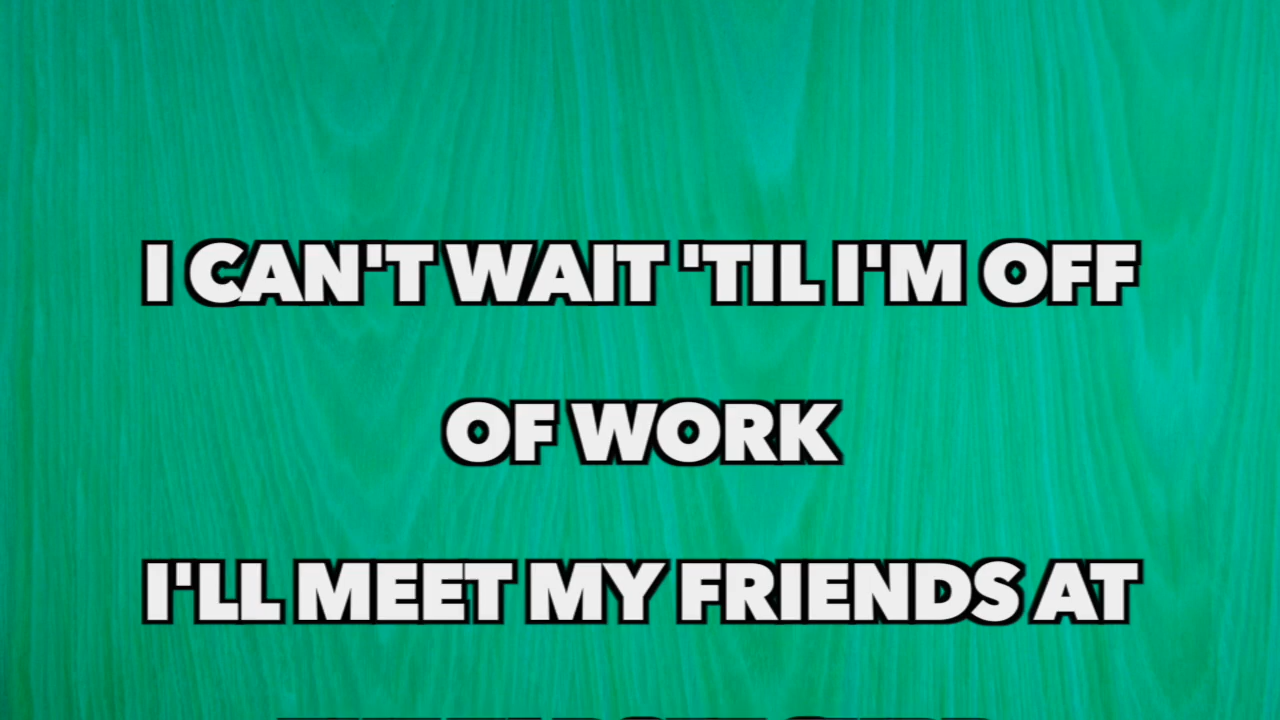 I CAN'T WAIT 'TIL I'M OFF
OF WORK
I'LL MEET MY FRIENDS AT